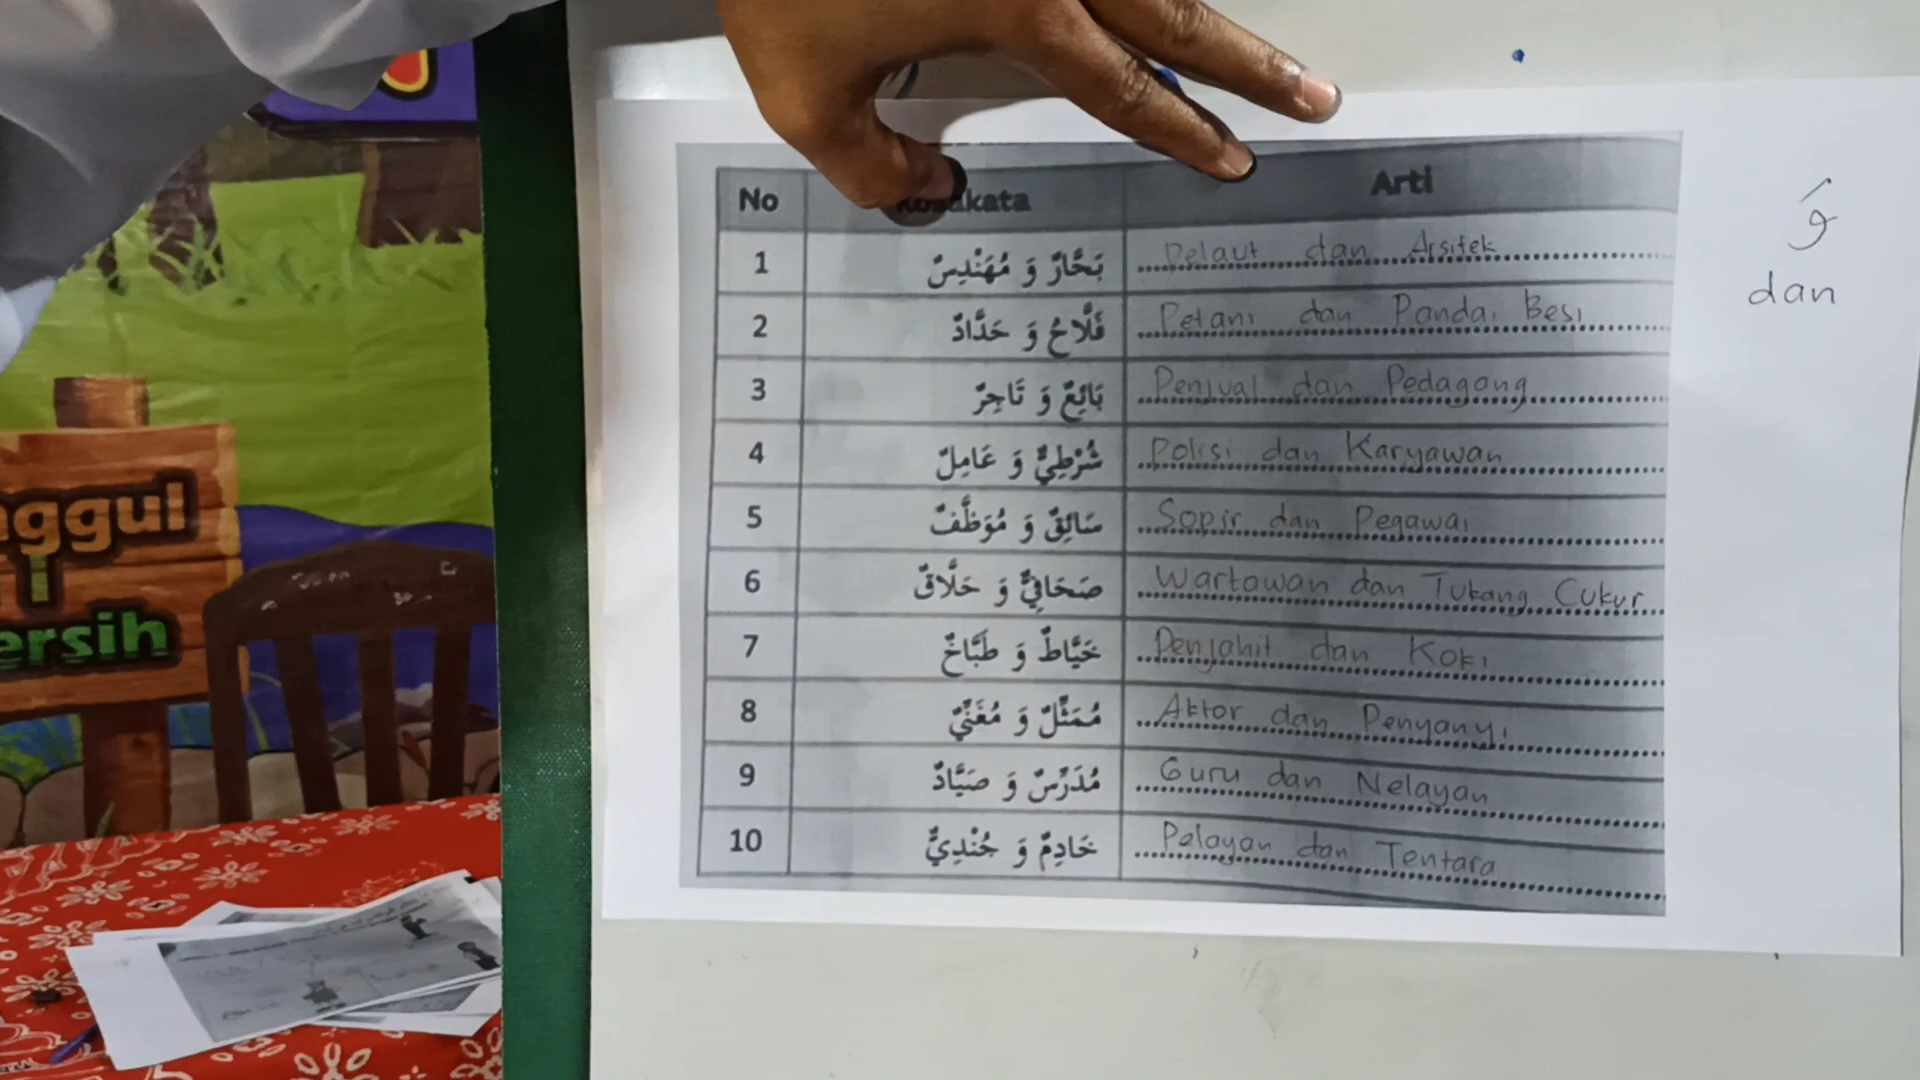 No Kosakata Arti
1 بَحَّارٌ وَ مُهَنْدِسٌ Pelaut dan Arsitek
2 فَلَّاحٌ وَ حَدَّادٌ Petani dan Pandai Besi
3 بَائِعٌ وَ تَاجِرٌ Penjual dan Pedagang
4 شُرْطِيٌّ وَ عَامِلٌ Polisi dan Karyawan
5 سَائِقٌ وَ مُوَظَّفٌ Sopir dan Pegawai
6 صَحَافِيٌّ وَ حَلَّاقٌ Wartawan dan Tukang Cukur
7 خَيَّاطٌ وَ طَبَّاخٌ Penjahit dan Koki
8 مُمَثِّلٌ وَ مُغَنِّيٌ Aktor dan Penyanyi
9 مُدَرِّسٌ وَ صَيَّادٌ Guru dan Nelayan
10 خَادِمٌ وَ جُنْدِيٌّ Pelayan dan Tentara
وَ
dan
nggul
ersih